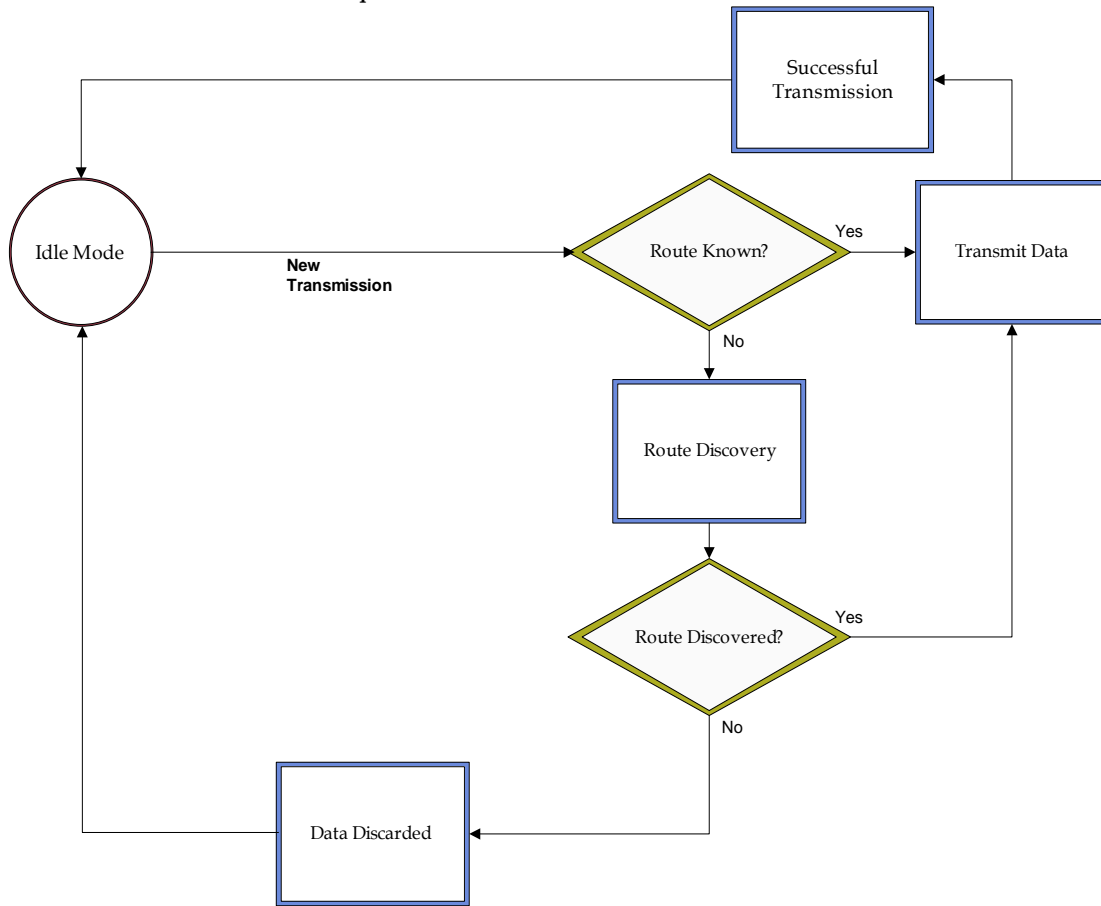 Successful
Transmission
Idle Mode
New
Transmission
Route Known?
Yes
Transmit Data
No
Route Discovery
Route Discovered?
Yes
No
Data Discarded